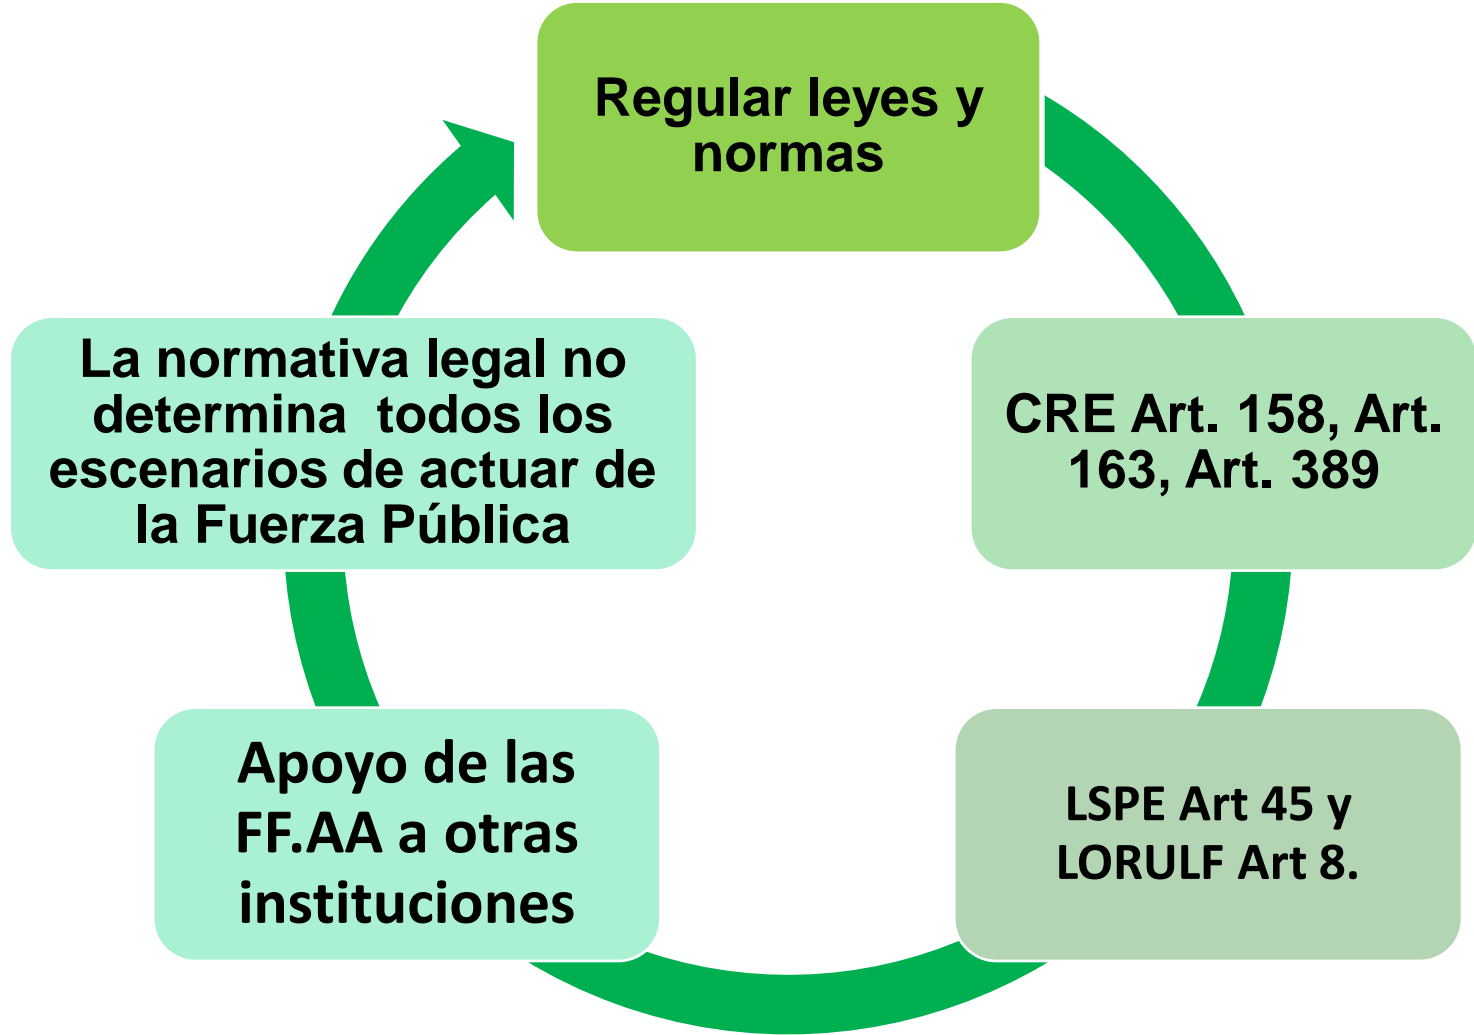 Regular leyes y
normas
CRE Art. 158, Art.
163, Art. 389
LSPE Art 45 y
LORULF Art 8.
Apoyo de las
FF.AA a otras
instituciones
La normativa legal no
determina  todos los
escenarios de actuar de
la Fuerza Pública